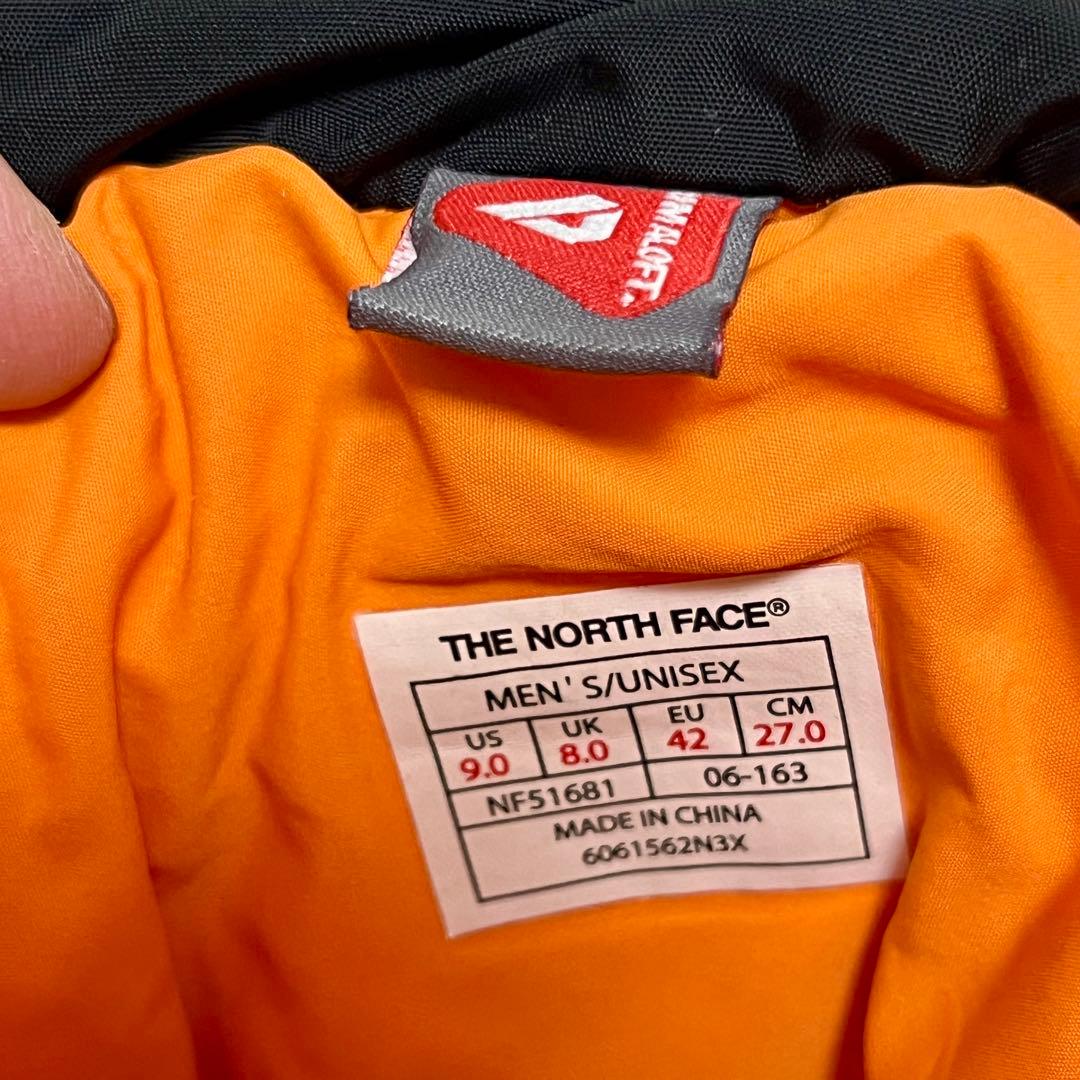 THE NORTH FACE®
MEN' S/UNISEX
US UK EU CM
9.0 8.0 42 27.0
NF51681 06-163
MADE IN CHINA
6061562N3X